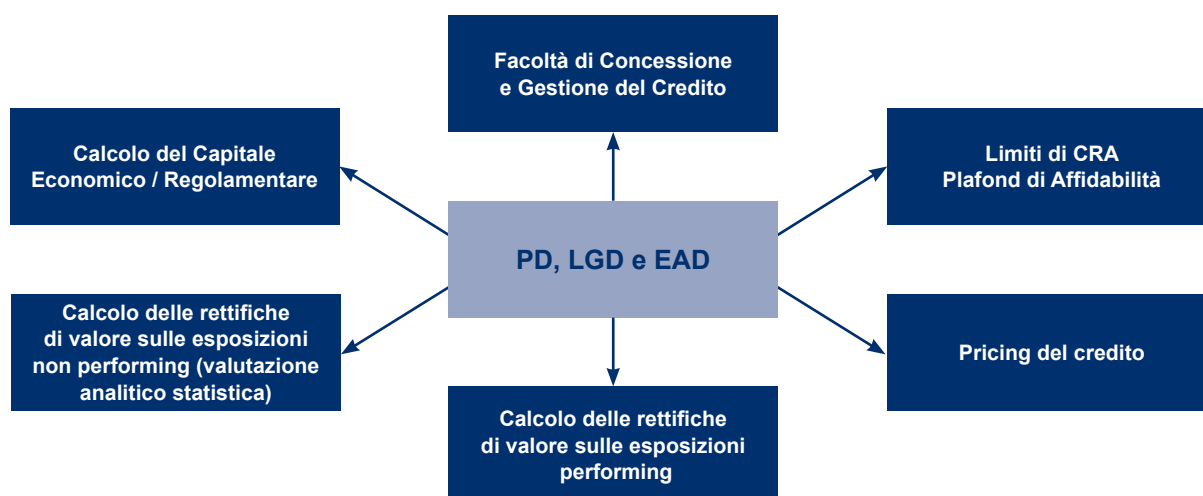 Facoltà di Concessione
e Gestione del Credito
Calcolo del Capitale
Economico / Regolamentare
Limiti di CRA
Plafond di Affidabilità
PD, LGD e EAD
Calcolo delle rettifiche
di valore sulle esposizioni
non performing (valutazione
analitico statistica)
Pricing del credito
Calcolo delle rettifiche
di valore sulle esposizioni
performing